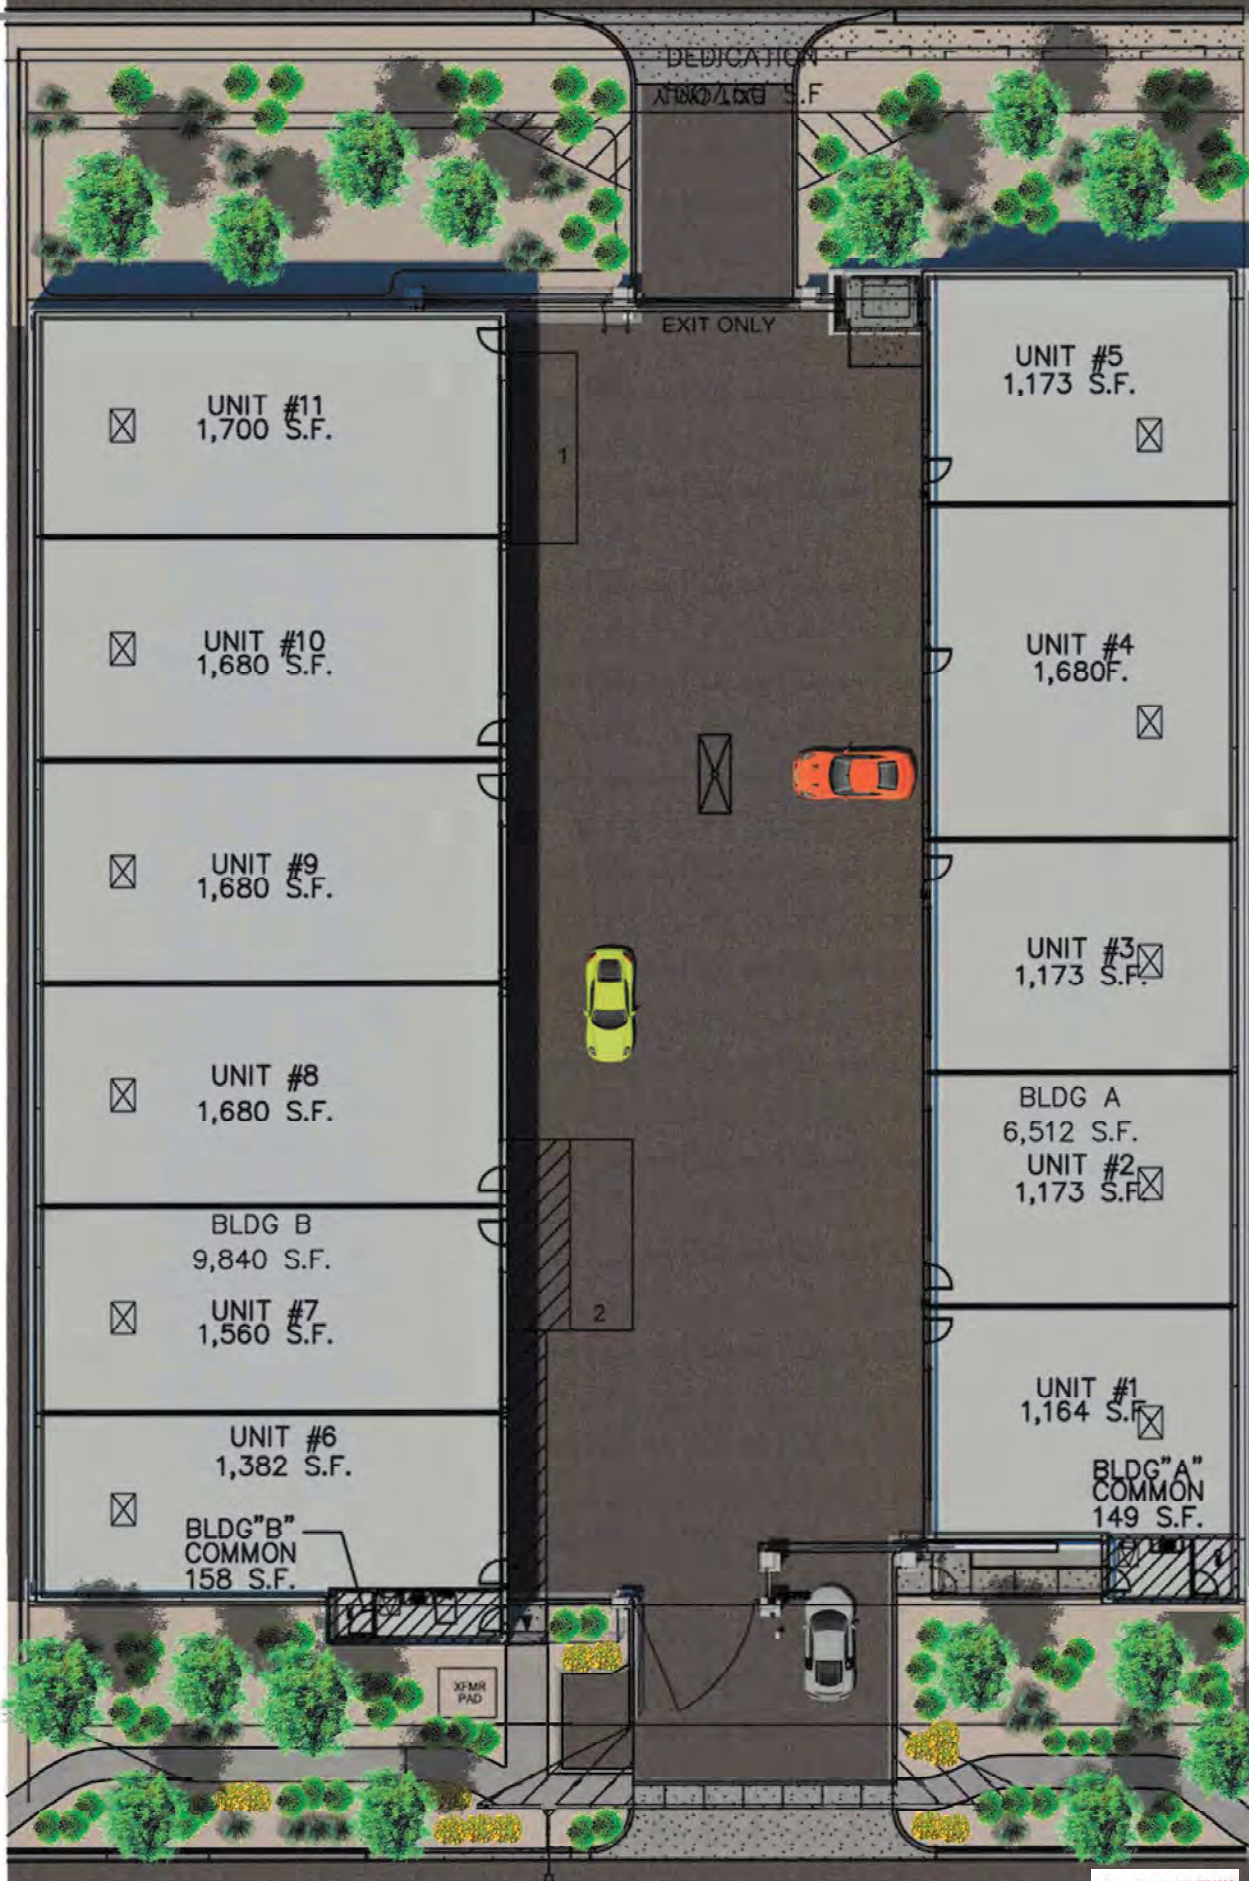 DEDICATION
S.F
EXIT ONLY
UNIT #11
1,700 S.F.
1
UNIT #5
1,173 S.F.
UNIT #10
1,680 S.F.
UNIT #4
1,680F.
UNIT #9
1,680 S.F.
UNIT #3
1,173 S.F.
UNIT #8
1,680 S.F.
BLDG A
6,512 S.F.
UNIT #2
1,173 S.F.
BLDG B
9,840 S.F.
UNIT #7
1,560 S.F.
2
UNIT #1
1,164 S.F.
UNIT #6
1,382 S.F.
BLDG"B"
COMMON
158 S.F.
BLDG"A"
COMMON
149 S.F.
XFMR
PAD